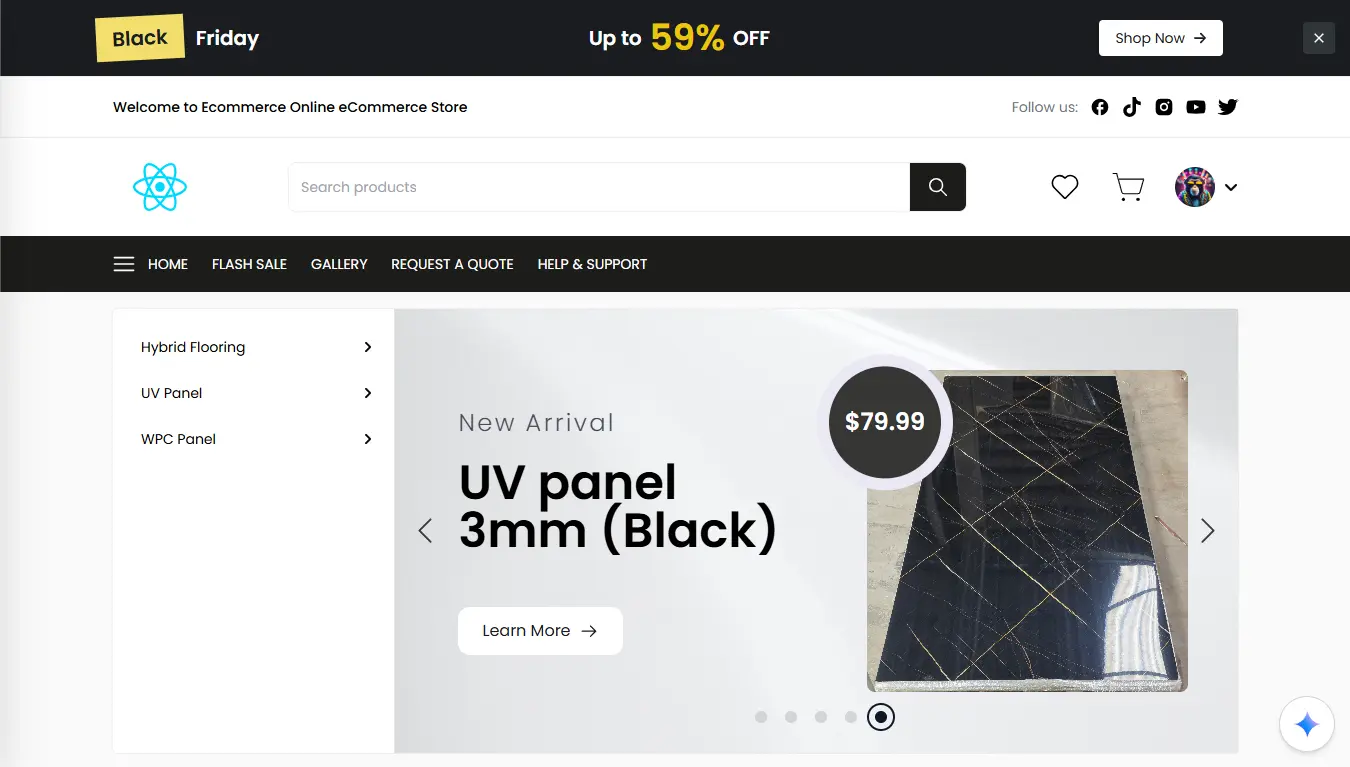 Black Friday
Up to 59% OFF
Shop Now
Welcome to Ecommerce Online eCommerce Store
Follow us:
Search products
HOME
FLASH SALE
GALLERY
REQUEST A QUOTE
HELP & SUPPORT
Hybrid Flooring
UV Panel
WPC Panel
New Arrival
UV panel
3mm (Black)
$79.99
Learn More